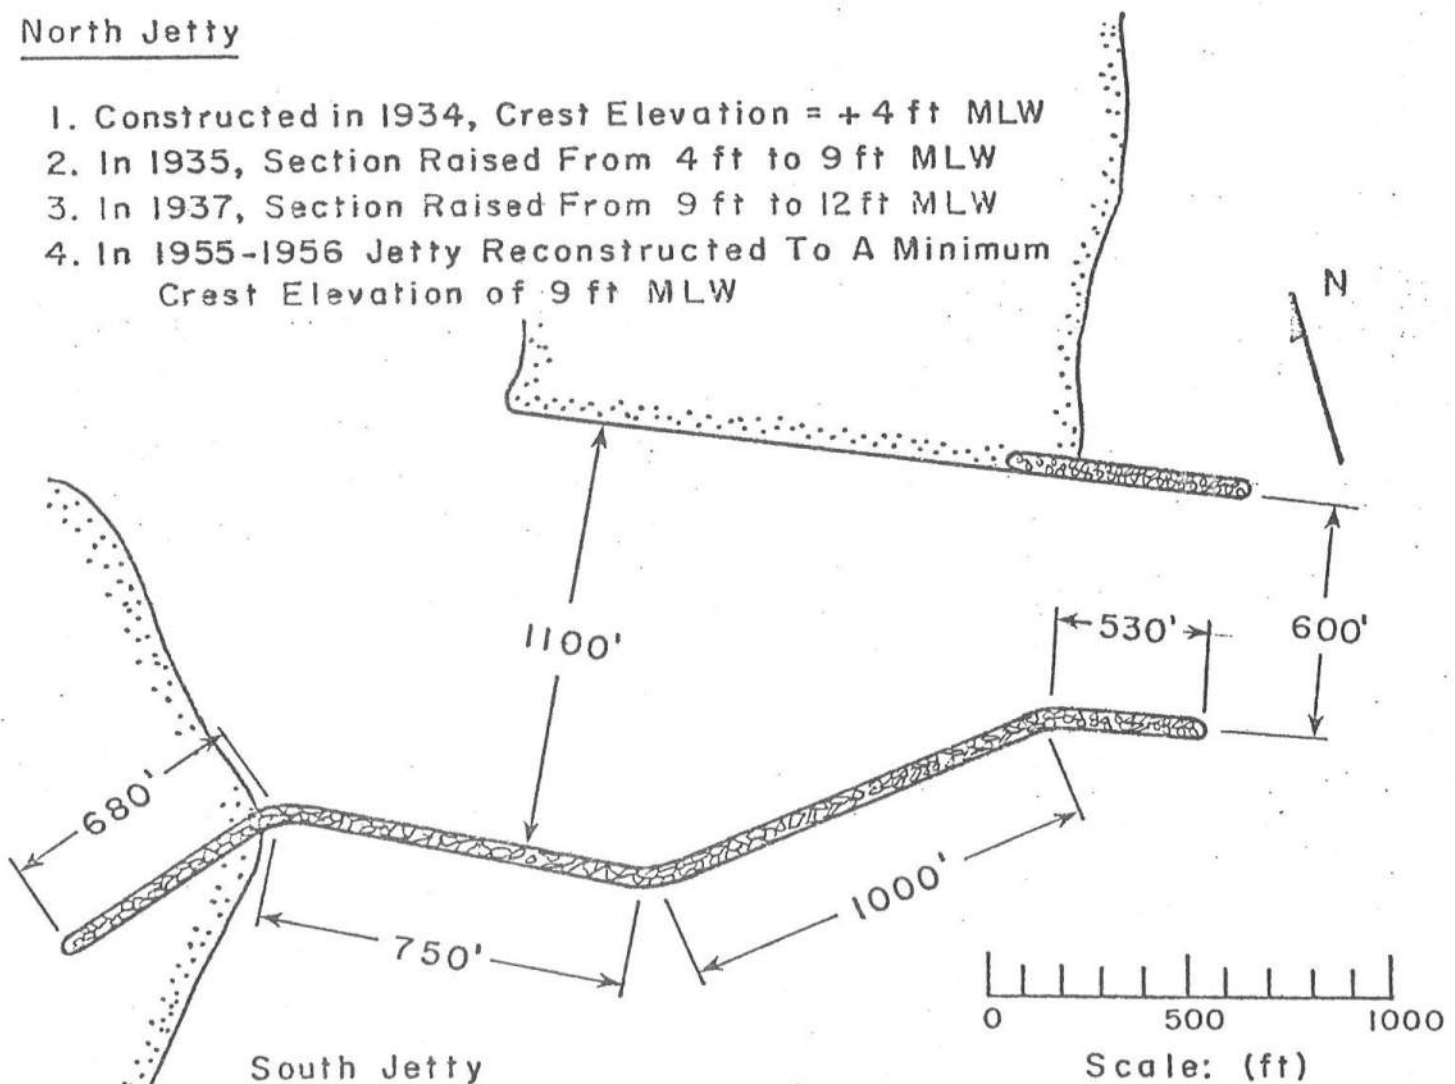 North Jetty
1. Constructed in 1934, Crest Elevation = + 4 ft MLW
2. In 1935, Section Raised From 4 ft to 9 ft MLW
3. In 1937, Section Raised From 9 ft to 12 ft MLW
4. In 1955-1956 Jetty Reconstructed To A Minimum
Crest Elevation of 9 ft MLW
N
1100'
530'
600'
680'
1000'
750'
0 500 1000
Scale: (ft)
South Jetty